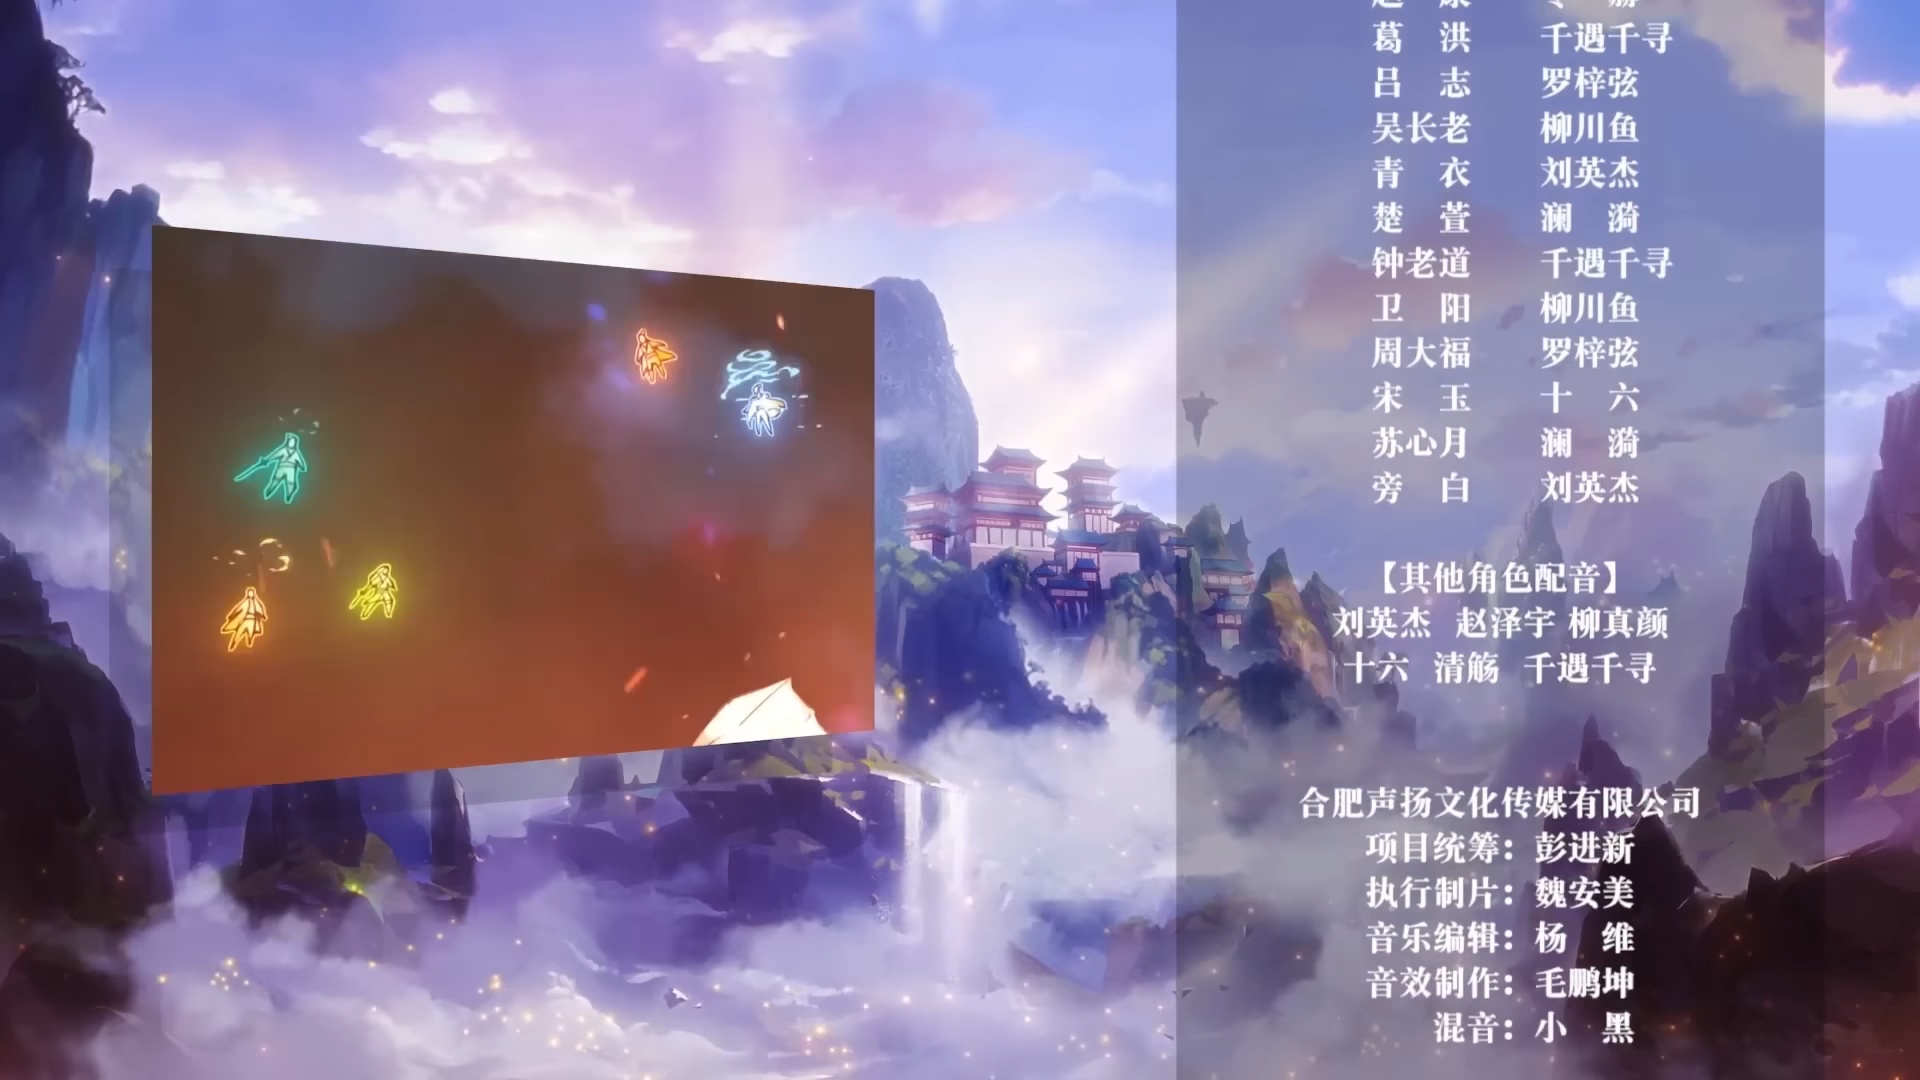 葛 洪 千遇千寻
吕 志 罗梓弦
吴长老 柳川鱼
青 衣 刘英杰
楚 萱 澜 漪
钟老道 千遇千寻
卫 阳 柳川鱼
周大福 罗梓弦
宋 玉 十 六
苏心月 澜 漪
旁 白 刘英杰
【其他角色配音】
刘英杰 赵泽宇 柳真颜
十六 清觞 千遇千寻
合肥声扬文化传媒有限公司
项目统筹：彭进新
执行制片：魏安美
音乐编辑：杨 维
音效制作：毛鹏坤
混音：小 黑